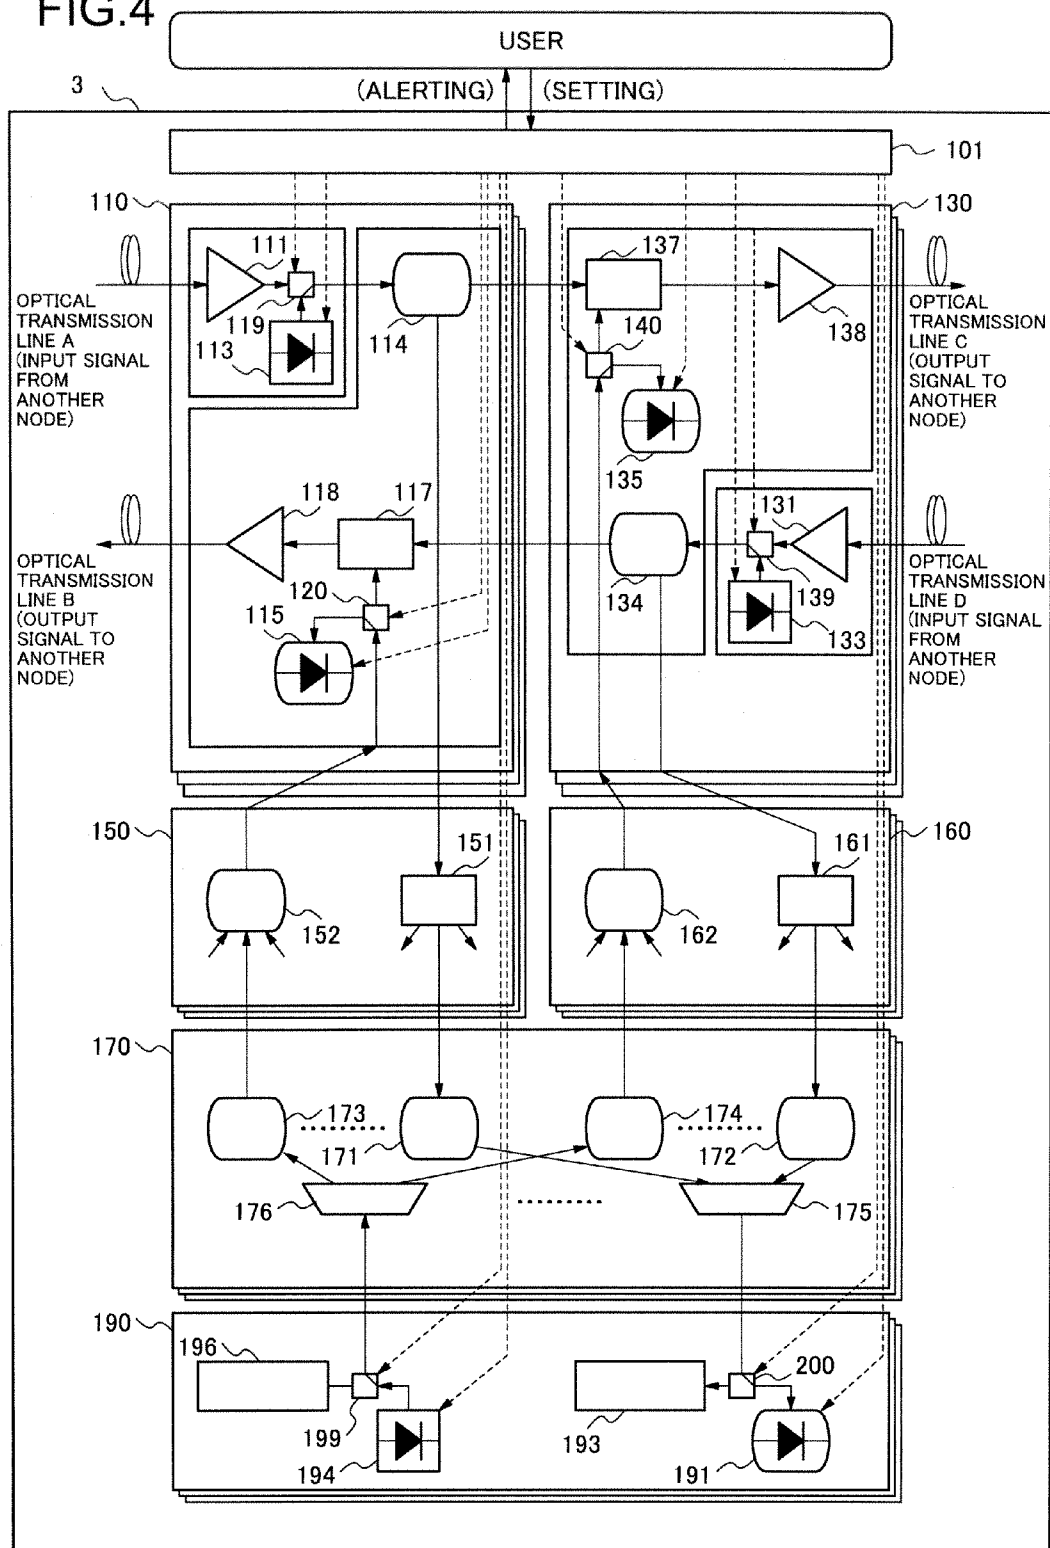 FIG.4
USER
(ALERTING)
(SETTING)
3
101
110
130
111
119
113
114
137
140
138
135
OPTICAL
TRANSMISSION
LINE A
(INPUT SIGNAL
FROM
ANOTHER
NODE)
OPTICAL
TRANSMISSION
LINE C
(OUTPUT
SIGNAL TO
ANOTHER
NODE)
118
117
120
115
131
134
139
133
OPTICAL
TRANSMISSION
LINE B
(OUTPUT
SIGNAL TO
ANOTHER
NODE)
OPTICAL
TRANSMISSION
LINE D
(INPUT SIGNAL
FROM
ANOTHER
NODE)
150
151
152
160
161
162
170
173
171
174
172
176
175
190
196
199
194
200
193
191